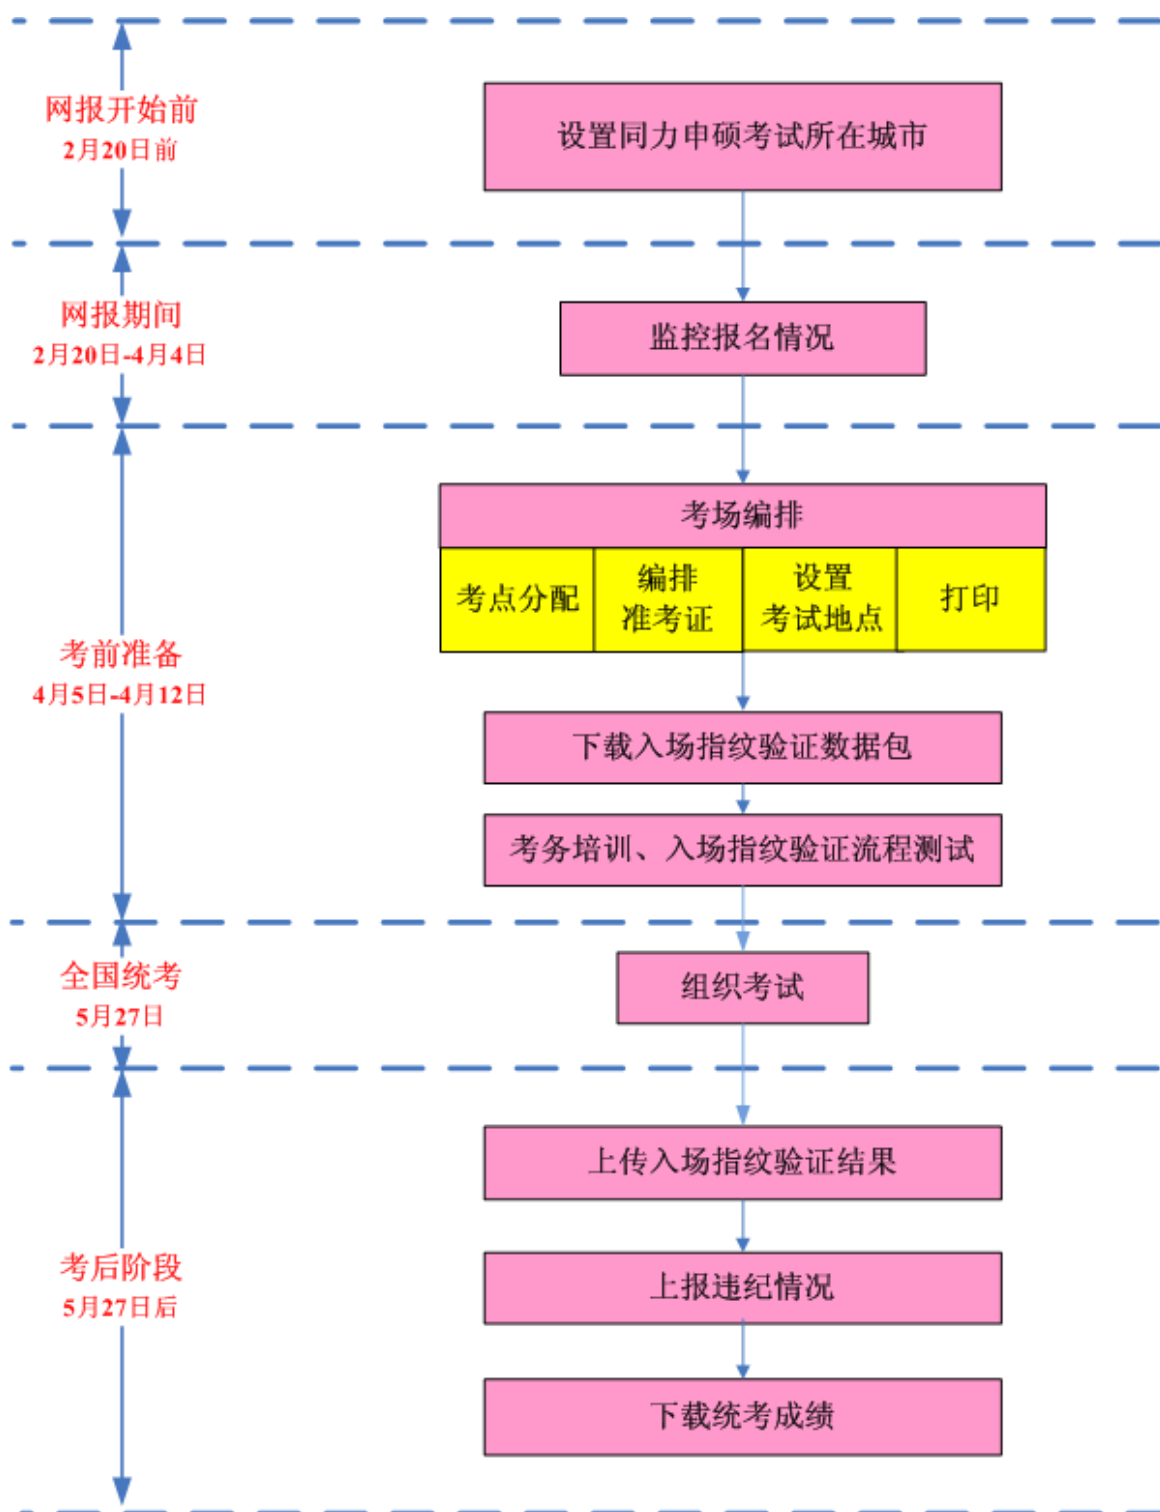 网报开始前
2月20日前
设置同力申硕考试所在城市
网报期间
2月20日-4月4日
监控报名情况
考前准备
4月5日-4月12日
考场编排
考点分配
编排
准考证
设置
考试地点
打印
下载入场指纹验证数据包
考务培训、入场指纹验证流程测试
全国统考
5月27日
组织考试
考后阶段
5月27日后
上传入场指纹验证结果
上报违纪情况
下载统考成绩